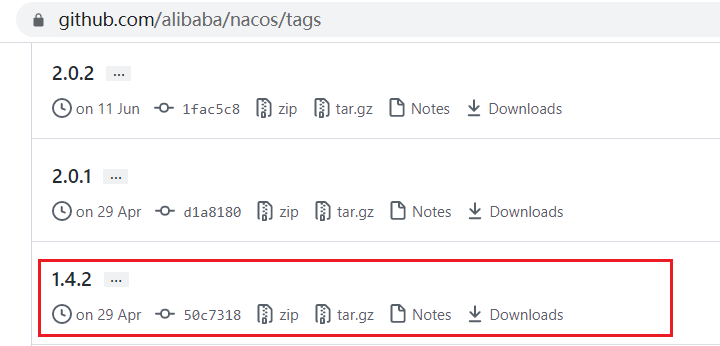 github.com/alibaba/nacos/tags
2.0.2 ...
on 11 Jun 1fac5c8 zip tar.gz Notes Downloads
2.0.1 ...
on 29 Apr d1a8180 zip tar.gz Notes Downloads
1.4.2 ...
on 29 Apr 50c7318 zip tar.gz Notes Downloads